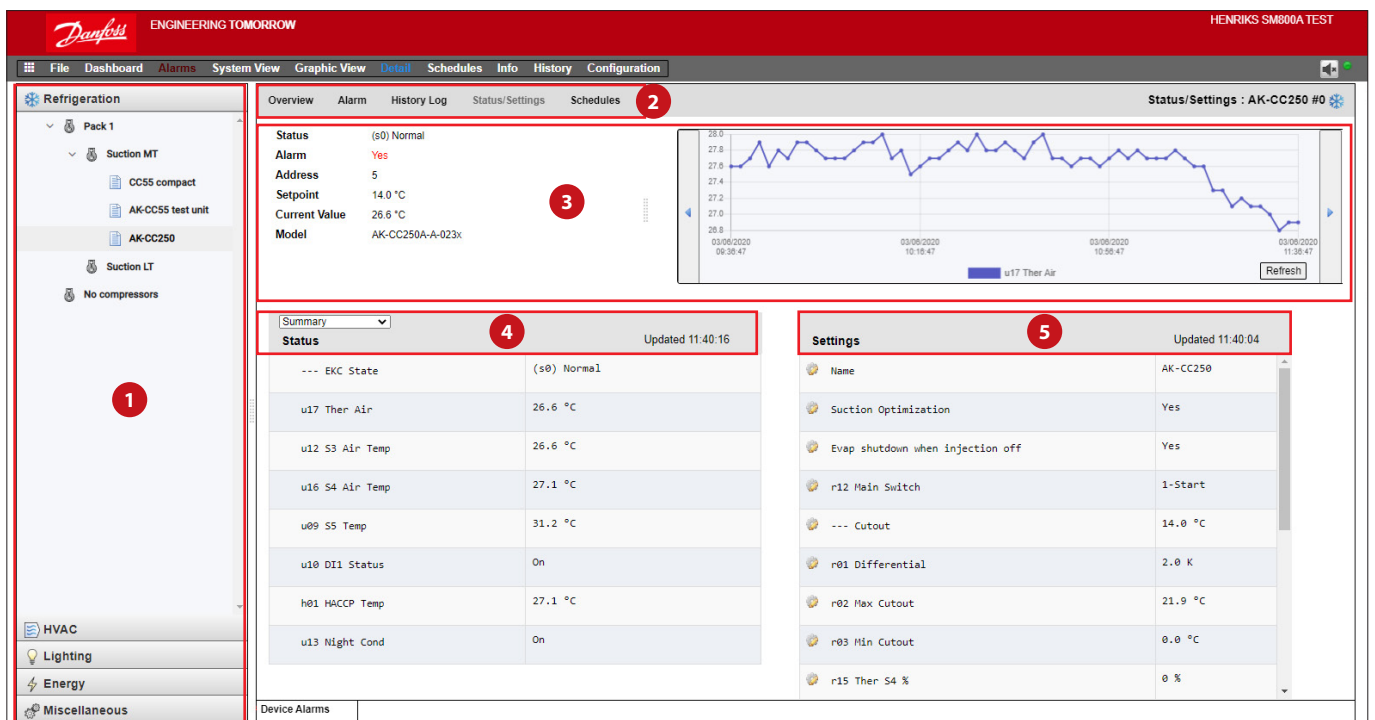 Danfoss
ENGINEERING TOMORROW
HENRIKS SM800A TEST
File Dashboard Alarms System View Graphic View Detail Schedules Info History Configuration
Refrigeration
Pack 1
Suction MT
CC55 compact
AK-CC55 test unit
AK-CC250
Suction LT
No compressors
1
HVAC
Lighting
Energy
Miscellaneous
Overview Alarm History Log Status/Settings Schedules
2
Status/Settings : AK-CC250 #0
Status (s0) Normal
Alarm Yes
Address 5
Setpoint 14.0 °C
Current Value 26.6 °C
Model AK-CC250A-A-023x
3
28.0
27.8
27.6
27.4
27.2
27.0
26.8
03/06/2020 09:36:47
03/06/2020 10:16:47
03/06/2020 10:56:47
03/06/2020 11:36:47
u17 Ther Air
Refresh
Summary
4
Status Updated 11:40:16
--- EKC State (s0) Normal
u17 Ther Air 26.6 °C
u12 S3 Air Temp 26.6 °C
u16 S4 Air Temp 27.1 °C
u09 S5 Temp 31.2 °C
u10 DI1 Status On
h01 HACCP Temp 27.1 °C
u13 Night Cond On
5
Settings Updated 11:40:04
Name AK-CC250
Suction Optimization Yes
Evap shutdown when injection off Yes
r12 Main Switch 1-Start
--- Cutout 14.0 °C
r01 Differential 2.0 K
r02 Max Cutout 21.9 °C
r03 Min Cutout 0.0 °C
r15 Ther S4 % 0 %
Device Alarms